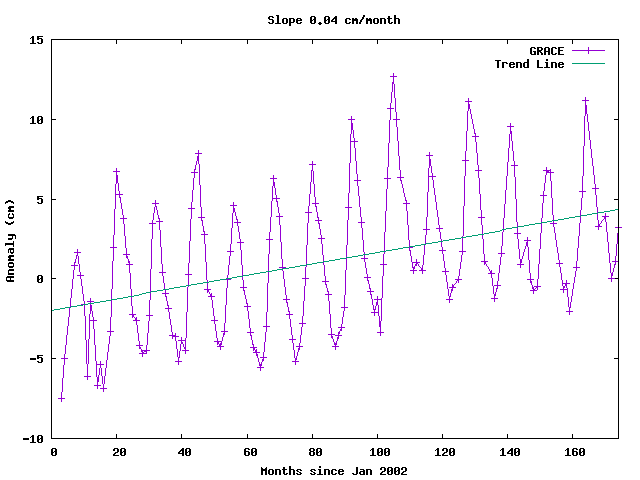 Slope 0.04 cm/month
15
GRACE
Trend Line
10
5
0
-5
-10
Anomaly (cm)
0 20 40 60 80 100 120 140 160
Months since Jan 2002